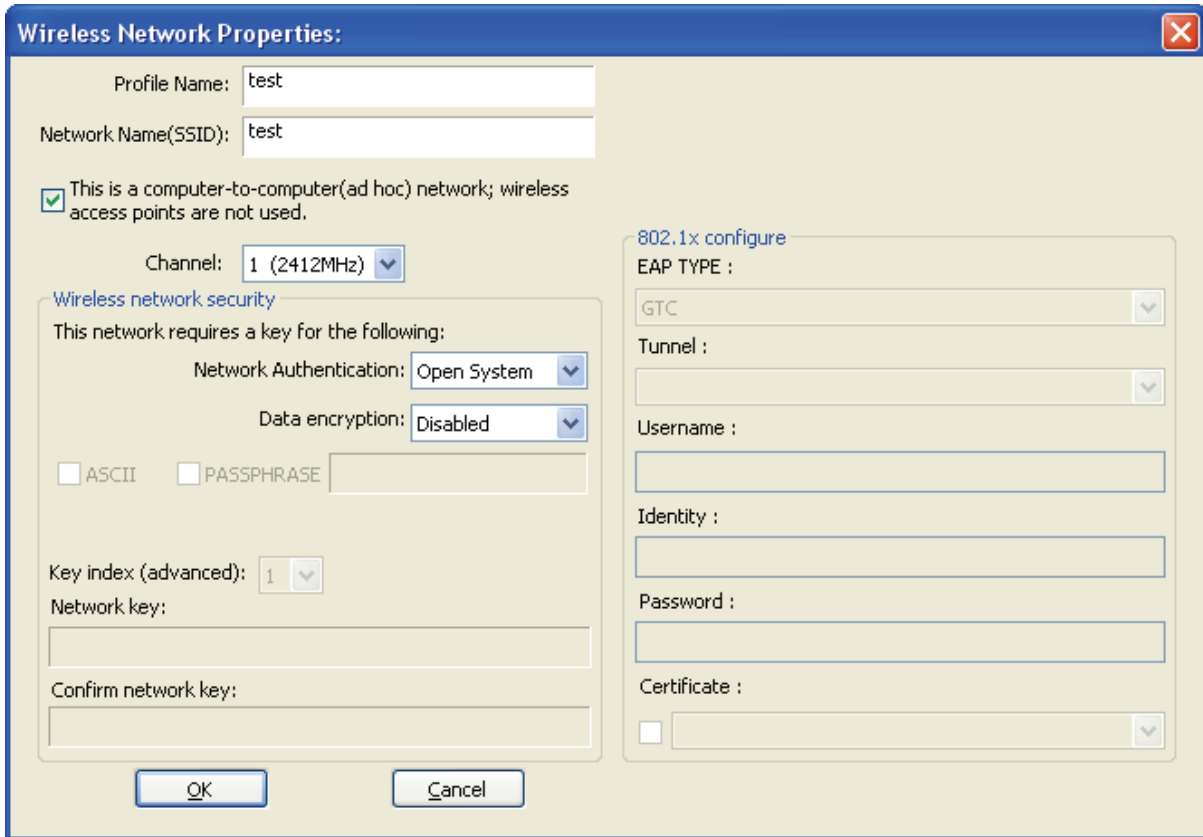 Wireless Network Properties:
Profile Name: test
Network Name(SSID): test
This is a computer-to-computer(ad hoc) network; wireless
access points are not used.
Channel: 1 (2412MHz)
Wireless network security
This network requires a key for the following:
Network Authentication: Open System
Data encryption: Disabled
ASCII PASSPHRASE
Key index (advanced): 1
Network key:
Confirm network key:
OK Cancel
802.1x configure
EAP TYPE :
GTC
Tunnel :
Username :
Identity :
Password :
Certificate :